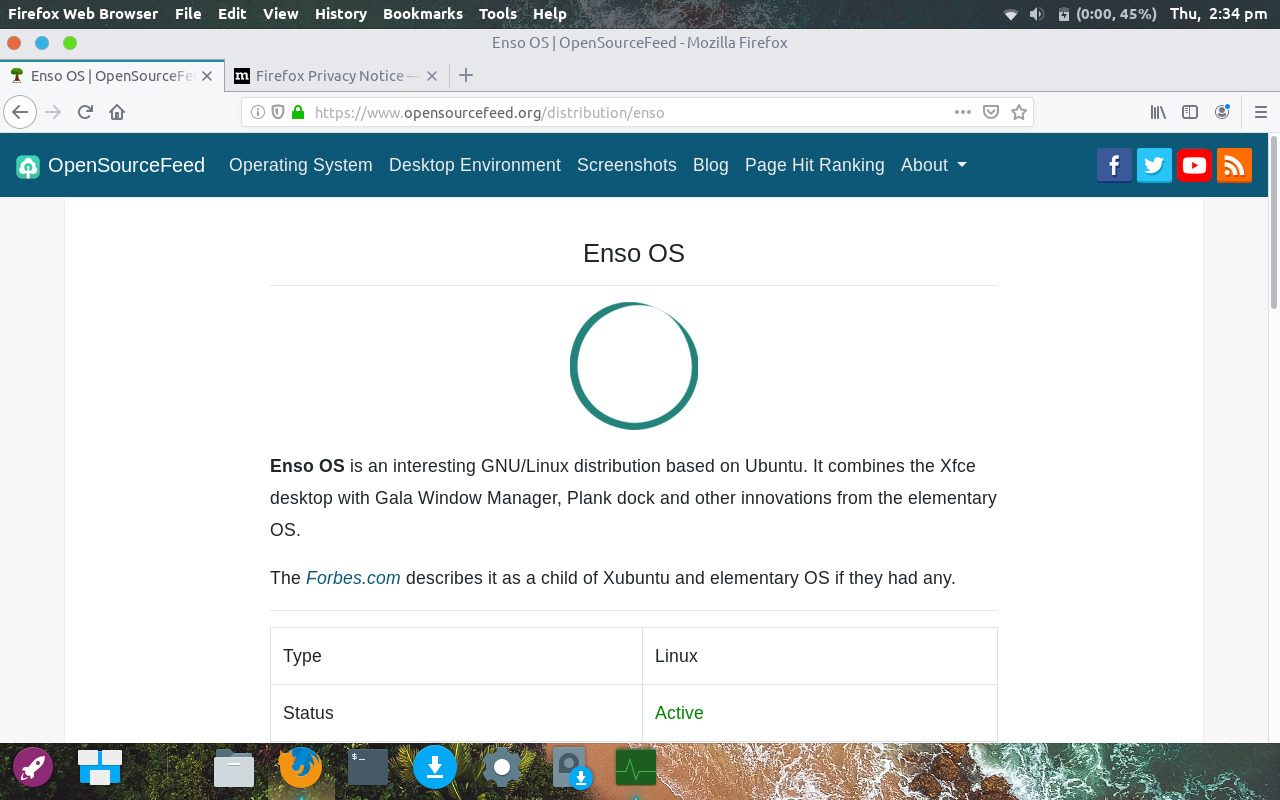 Firefox Web Browser File Edit View History Bookmarks Tools Help (0:00, 45%) Thu, 2:34 pm
Enso OS | OpenSourceFeed - Mozilla Firefox
Enso OS | OpenSourceFee Firefox Privacy Notice —
https://www.opensourcefeed.org/distribution/enso
OpenSourceFeed Operating System Desktop Environment Screenshots Blog Page Hit Ranking About
Enso OS
Enso OS is an interesting GNU/Linux distribution based on Ubuntu. It combines the Xfce
desktop with Gala Window Manager, Plank dock and other innovations from the elementary
OS.
The Forbes.com describes it as a child of Xubuntu and elementary OS if they had any.
Type Linux
Status Active